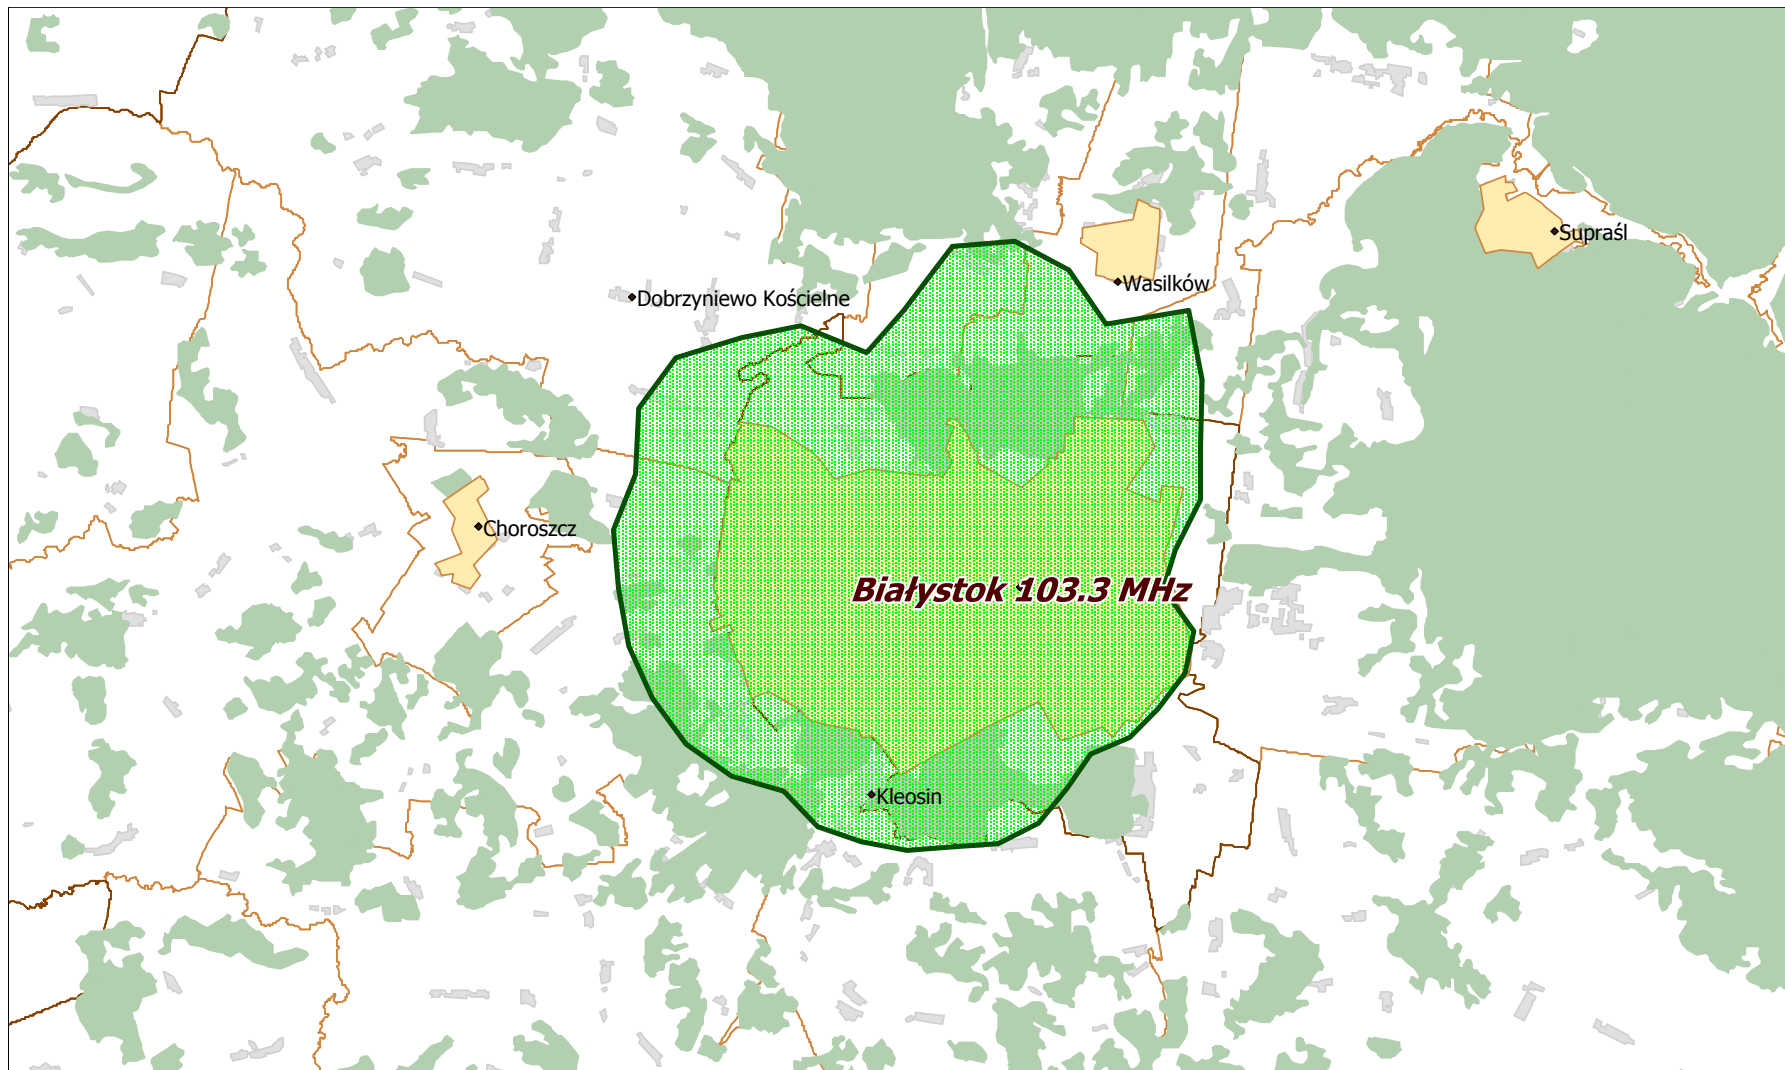 Supraśl
Wasilków
Dobrzyniewo Kościelne
Choroszcz
Białystok 103.3 MHz
Kleosin